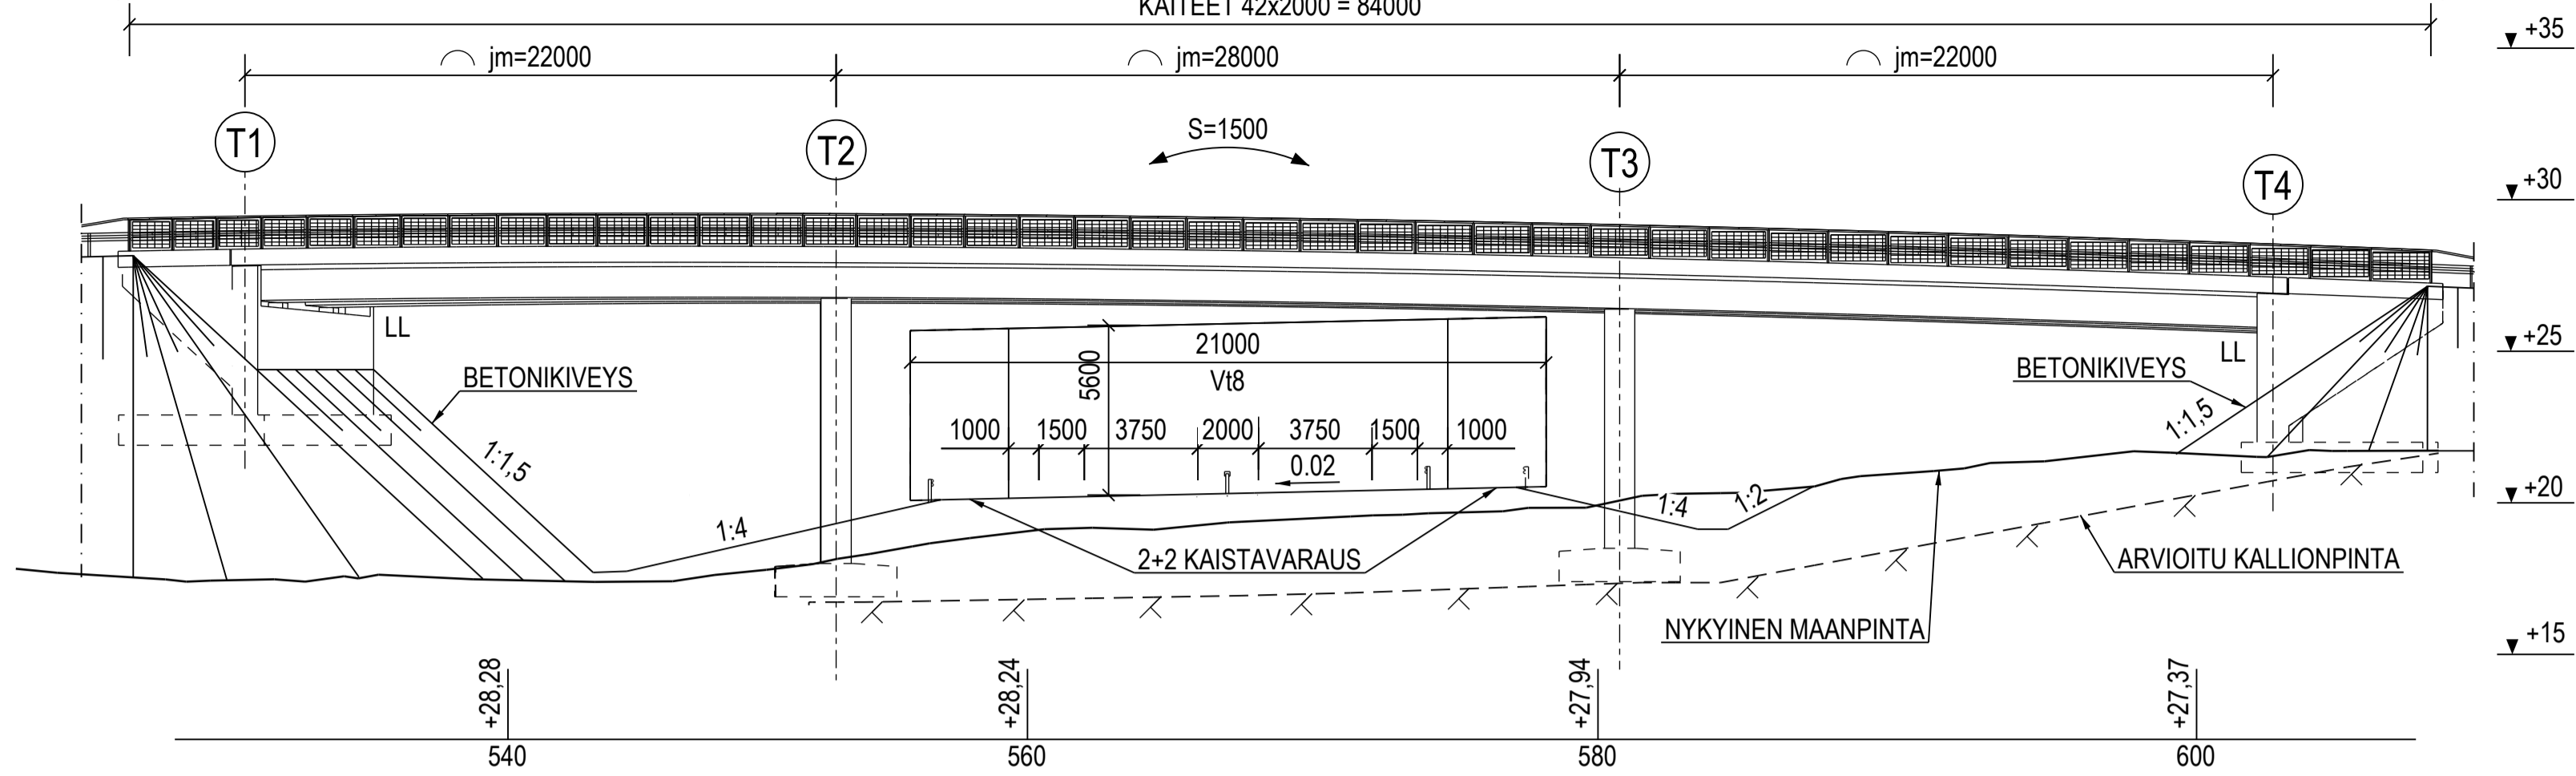 KAITEET 42x2000 = 84000
+35
jm=22000
jm=28000
jm=22000
T1
T2
S=1500
T3
T4
+30
LL
21000
5600
Vt8
LL
+25
BETONIKIVEYS
BETONIKIVEYS
1:1,5
1000
1500
3750
2000
3750
1500
1000
1:1,5
0.02
+20
1:4
1:4
1:2
2+2 KAISTAVARAUS
ARVIOITU KALLIONPINTA
NYKYINEN MAANPINTA
+15
+28,28
+28,24
+27,94
+27,37
540
560
580
600